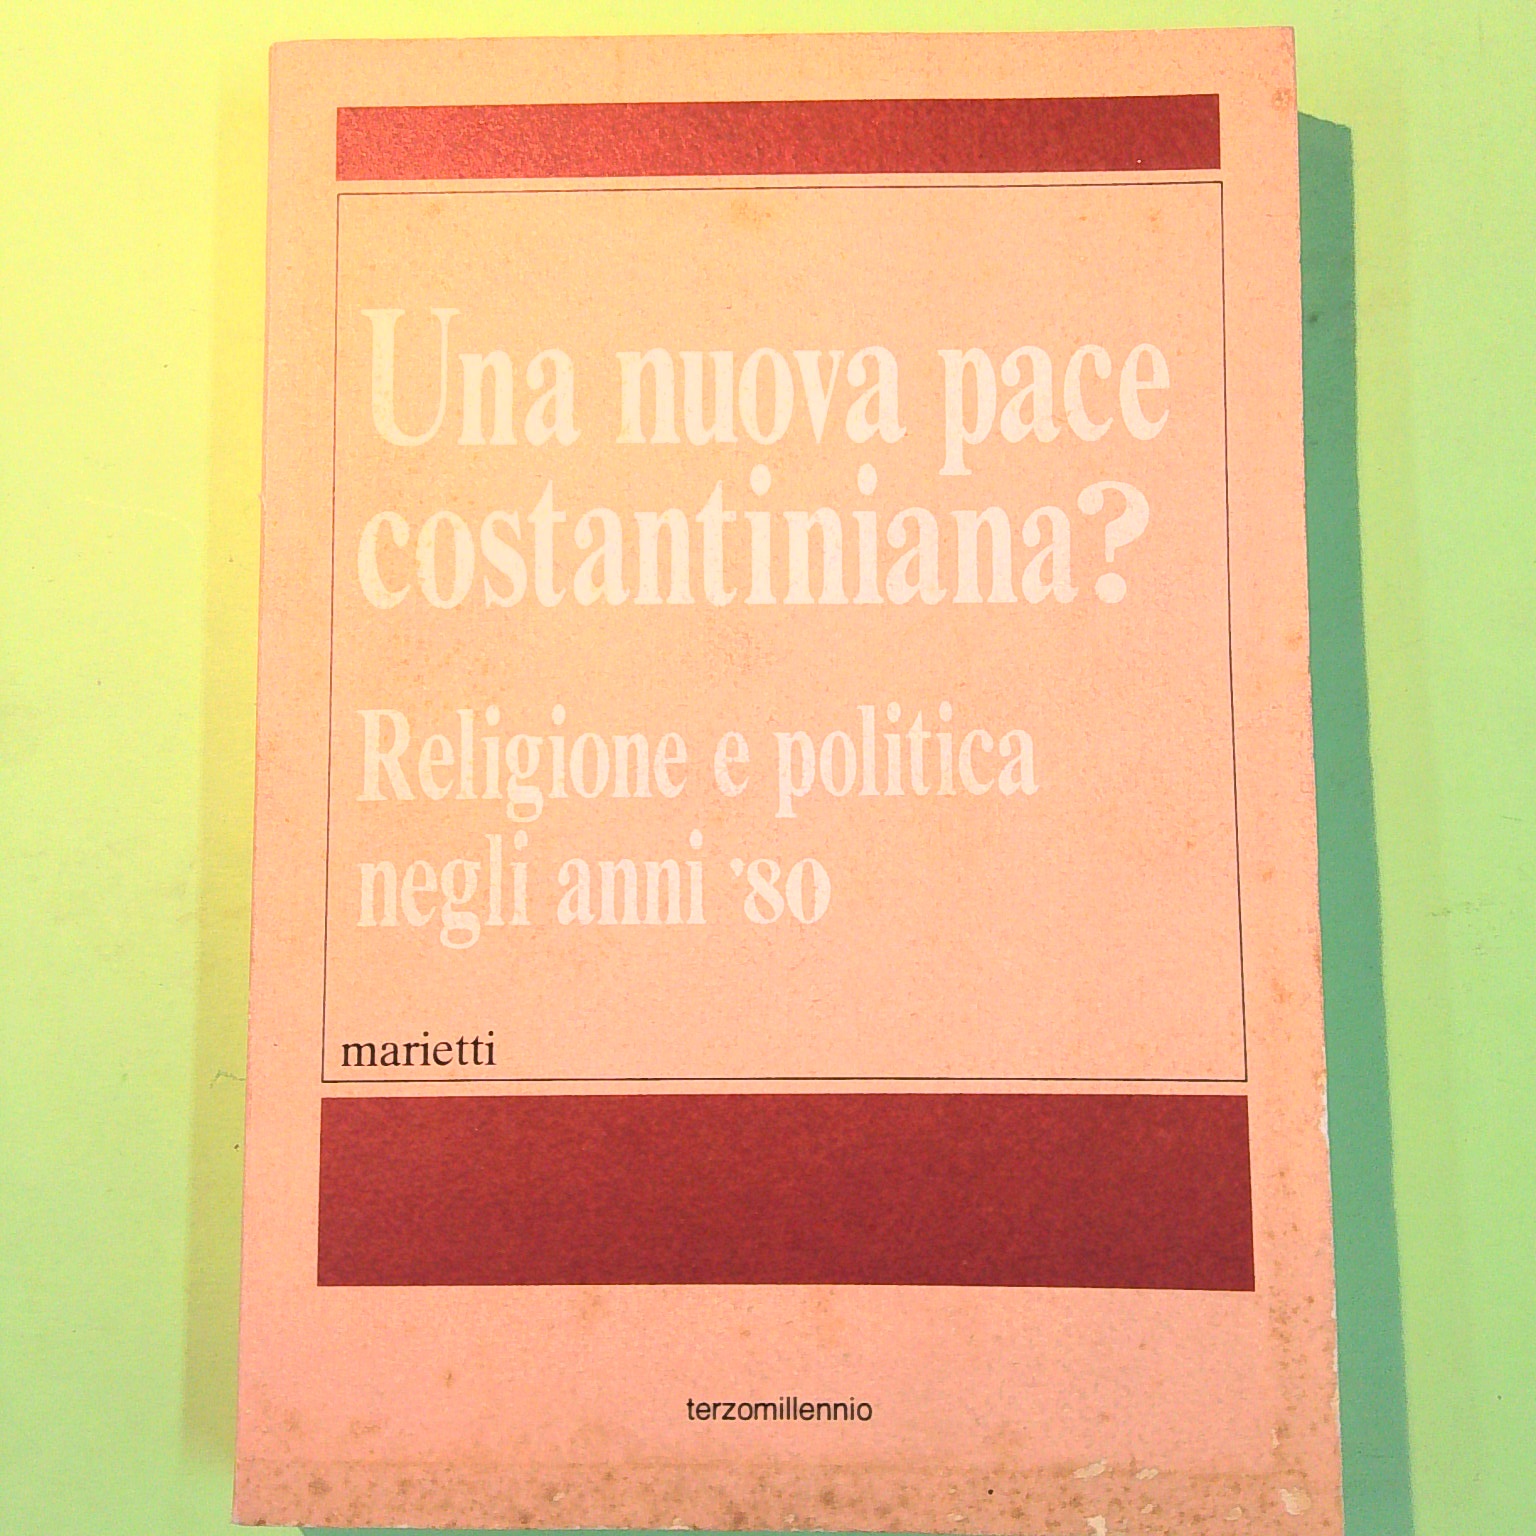 Una nuova pace
costantiniana?
Religione e politica
negli anni '80
marietti
terzomillennio